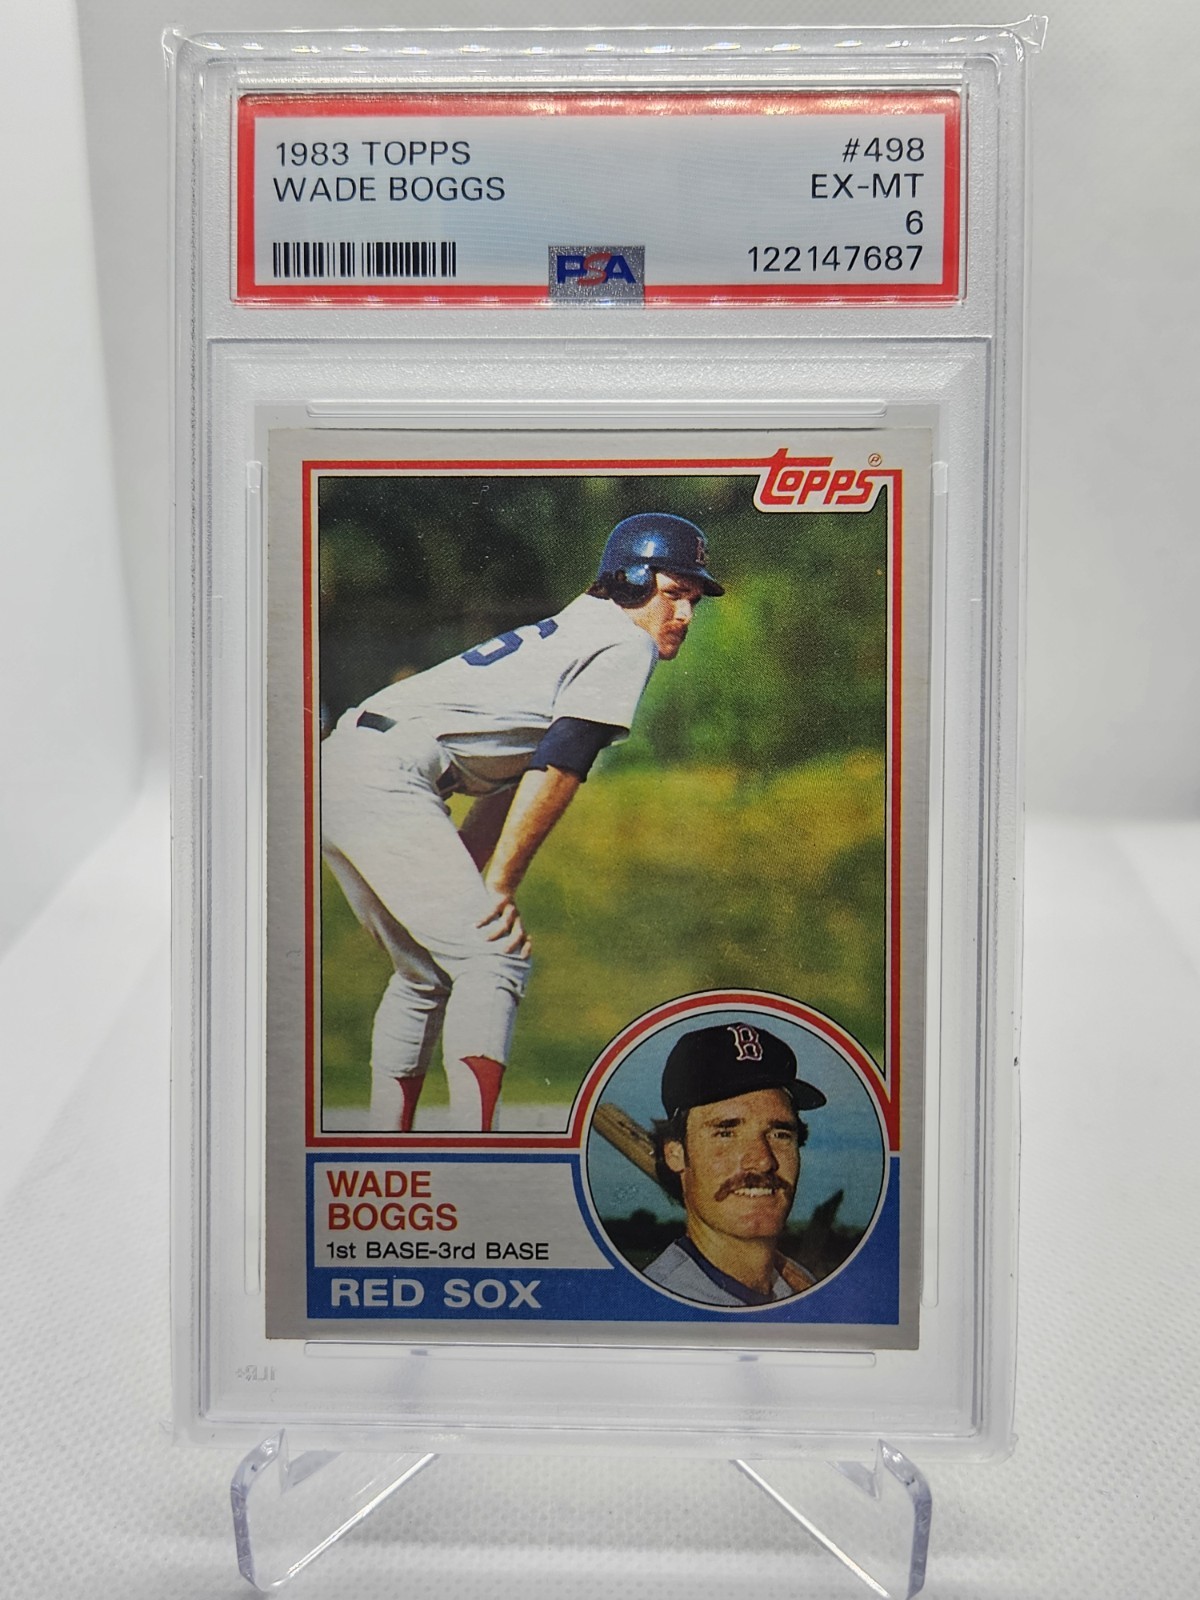 1983 TOPPS #498
WADE BOGGS EX-MT
6
PSA 122147687
TOPPS ®
6
B
WADE
BOGGS
1st BASE-3rd BASE
RED SOX